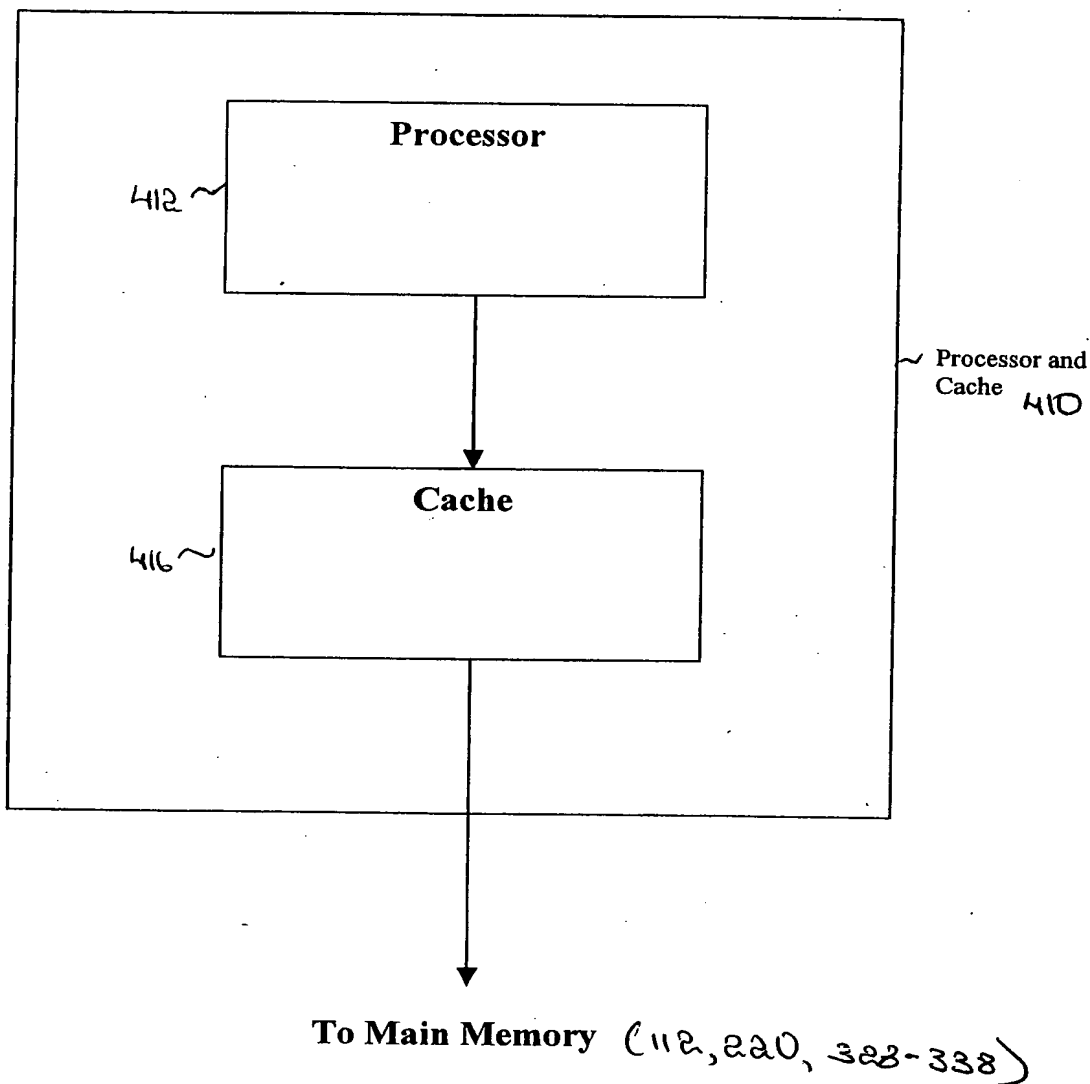 Processor
412
Processor and
Cache 410
Cache
416
To Main Memory (112, 220, 328-338)